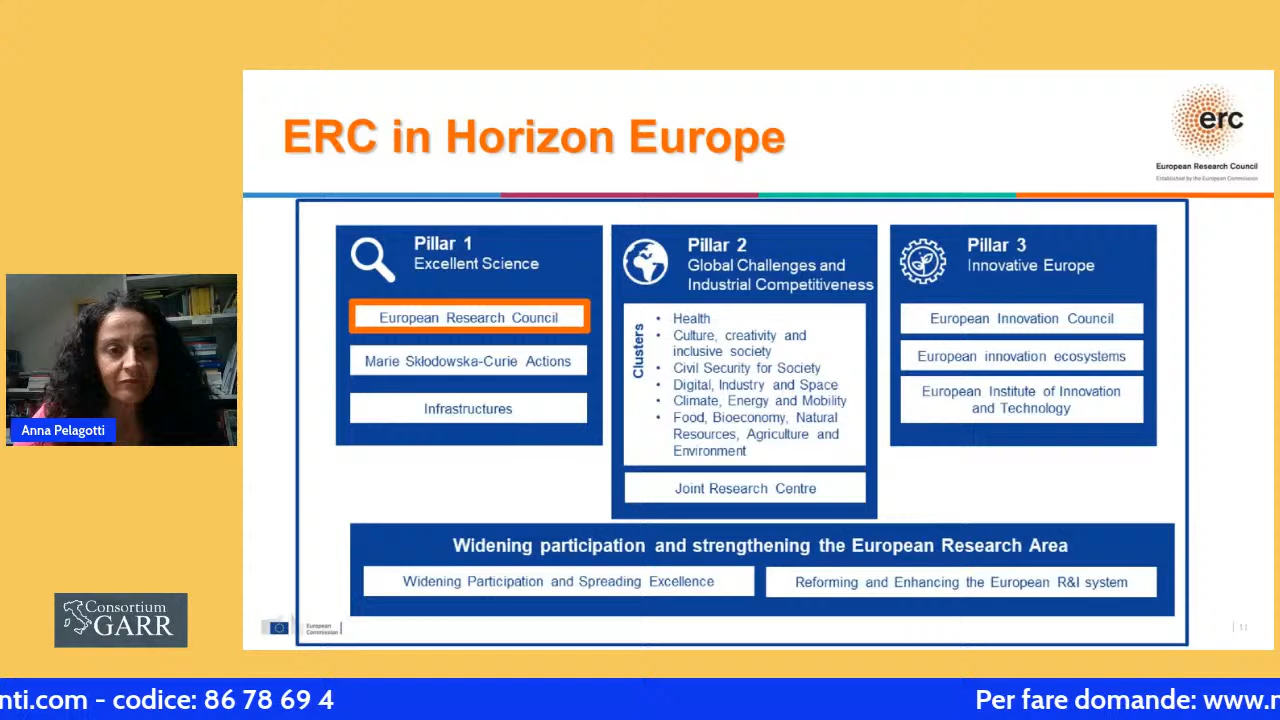 ERC in Horizon Europe
erc
European Research Council
Established by the European Commission
Pillar 1
Excellent Science
European Research Council
Marie Skłodowska-Curie Actions
Infrastructures
Pillar 2
Global Challenges and
Industrial Competitiveness
Clusters
• Health
• Culture, creativity and
inclusive society
• Civil Security for Society
• Digital, Industry and Space
• Climate, Energy and Mobility
• Food, Bioeconomy, Natural
Resources, Agriculture and
Environment
Joint Research Centre
Pillar 3
Innovative Europe
European Innovation Council
European innovation ecosystems
European Institute of Innovation
and Technology
Widening participation and strengthening the European Research Area
Widening Participation and Spreading Excellence
Reforming and Enhancing the European R&I system
Anna Pelagotti
Consortium
GARR
European
Commission
11
nti.com - codice: 86 78 69 4
Per fare domande: www.